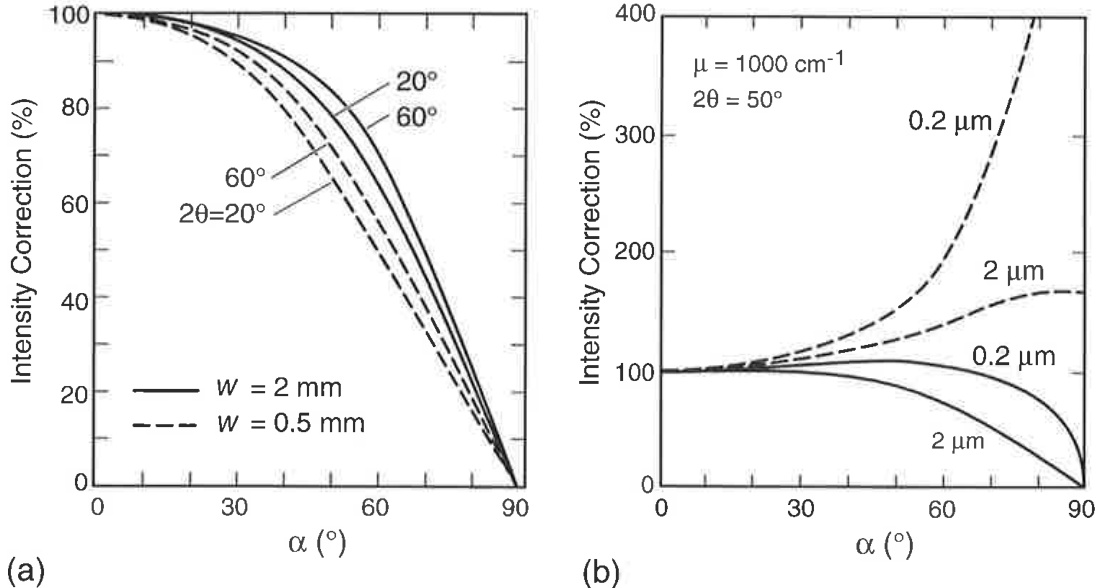 100
80
60
40
20
0
Intensity Correction (%)
20°
60°
60°
2θ=20°
w = 2 mm
w = 0.5 mm
0
30
60
90
α (°)
(a)
400
300
200
100
0
Intensity Correction (%)
μ = 1000 cm⁻¹
2θ = 50°
0.2 μm
2 μm
0.2 μm
2 μm
0
30
60
90
α (°)
(b)